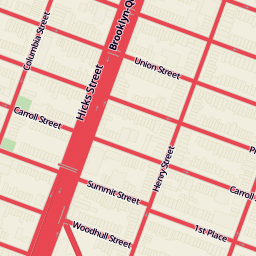 Columbia Street
Hicks Street
Brooklyn-Q
Union Street
Carroll Street
Henry Street
Carroll S
Summit Street
Woodhull Street
1st Place